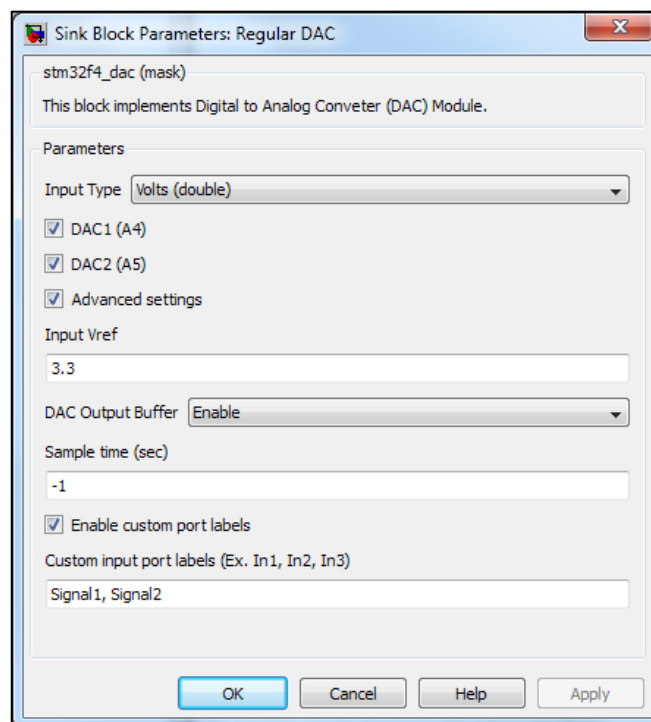 Sink Block Parameters: Regular DAC
stm32f4_dac (mask)
This block implements Digital to Analog Conveter (DAC) Module.
Parameters
Input Type Volts (double)
DAC1 (A4)
DAC2 (A5)
Advanced settings
Input Vref
3.3
DAC Output Buffer Enable
Sample time (sec)
-1
Enable custom port labels
Custom input port labels (Ex. In1, In2, In3)
Signal1, Signal2
OK Cancel Help Apply